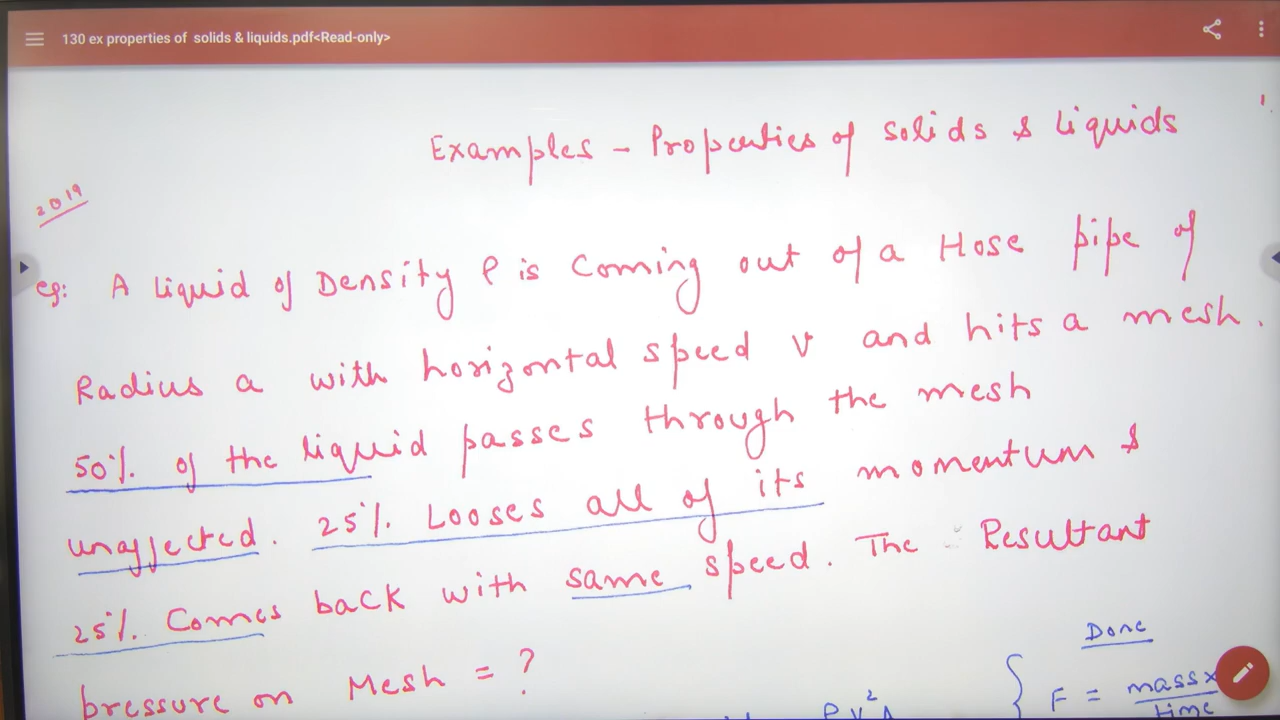 130 ex properties of solids & liquids.pdf<Read-only>
Examples - Properties of Solids & Liquids
2019
eg: A Liquid of Density ρ is Coming out of a Hose pipe of
Radius a with horizontal speed v and hits a mesh.
50% of the liquid passes through the mesh
unaffected. 25% Looses all of its momentum &
25% Comes back with same speed. The Resultant
pressure on Mesh = ?
Done
F = mass x
time
ρv²A